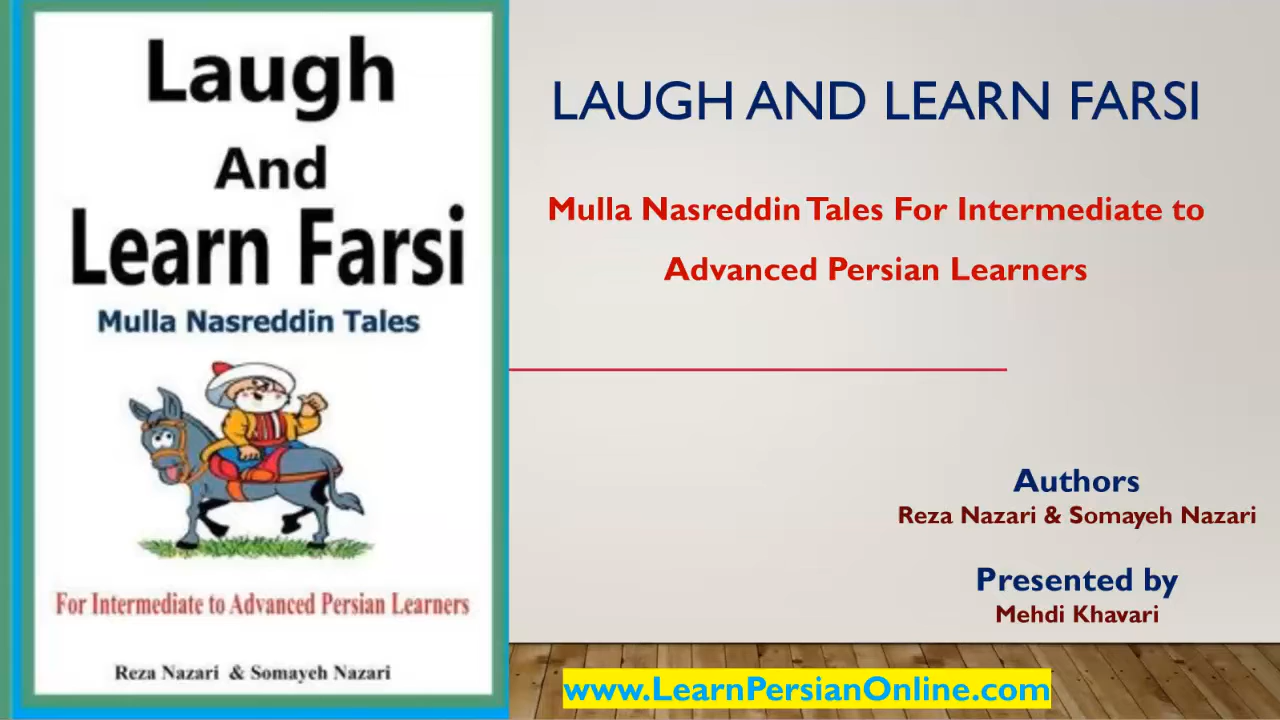 Laugh
And
Learn Farsi
Mulla Nasreddin Tales
For Intermediate to Advanced Persian Learners
Reza Nazari & Somayeh Nazari
LAUGH AND LEARN FARSI
Mulla Nasreddin Tales For Intermediate to
Advanced Persian Learners
Authors
Reza Nazari & Somayeh Nazari
Presented by
Mehdi Khavari
www.LearnPersianOnline.com